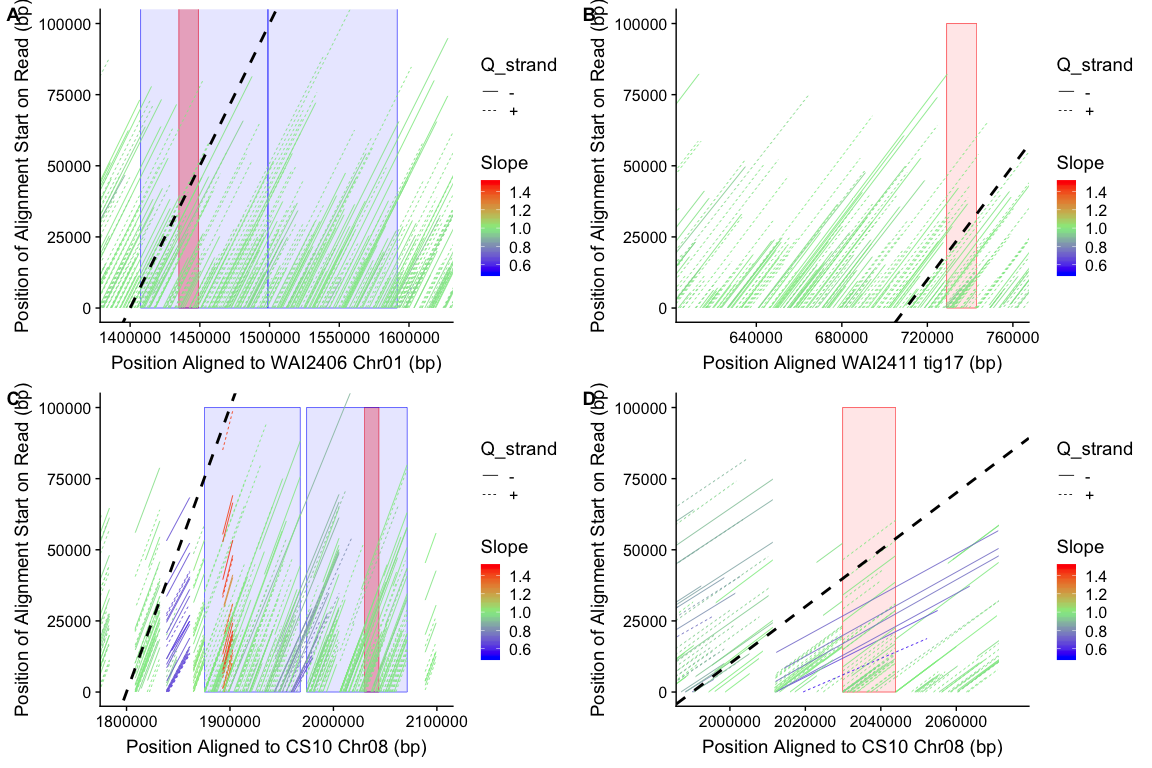 A
Position of Alignment Start on Read (bp)
100000
75000
50000
25000
0
1400000 1450000 1500000 1550000 1600000
Position Aligned to WAI2406 Chr01 (bp)
Q_strand
-
+
Slope
1.4
1.2
1.0
0.8
0.6
B
Position of Alignment Start on Read (bp)
100000
75000
50000
25000
0
640000 680000 720000 760000
Position Aligned WAI2411 tig17 (bp)
Q_strand
-
+
Slope
1.4
1.2
1.0
0.8
0.6
C
Position of Alignment Start on Read (bp)
100000
75000
50000
25000
0
1800000 1900000 2000000 2100000
Position Aligned to CS10 Chr08 (bp)
Q_strand
-
+
Slope
1.4
1.2
1.0
0.8
0.6
D
Position of Alignment Start on Read (bp)
100000
75000
50000
25000
0
2000000 2020000 2040000 2060000
Position Aligned to CS10 Chr08 (bp)
Q_strand
-
+
Slope
1.4
1.2
1.0
0.8
0.6